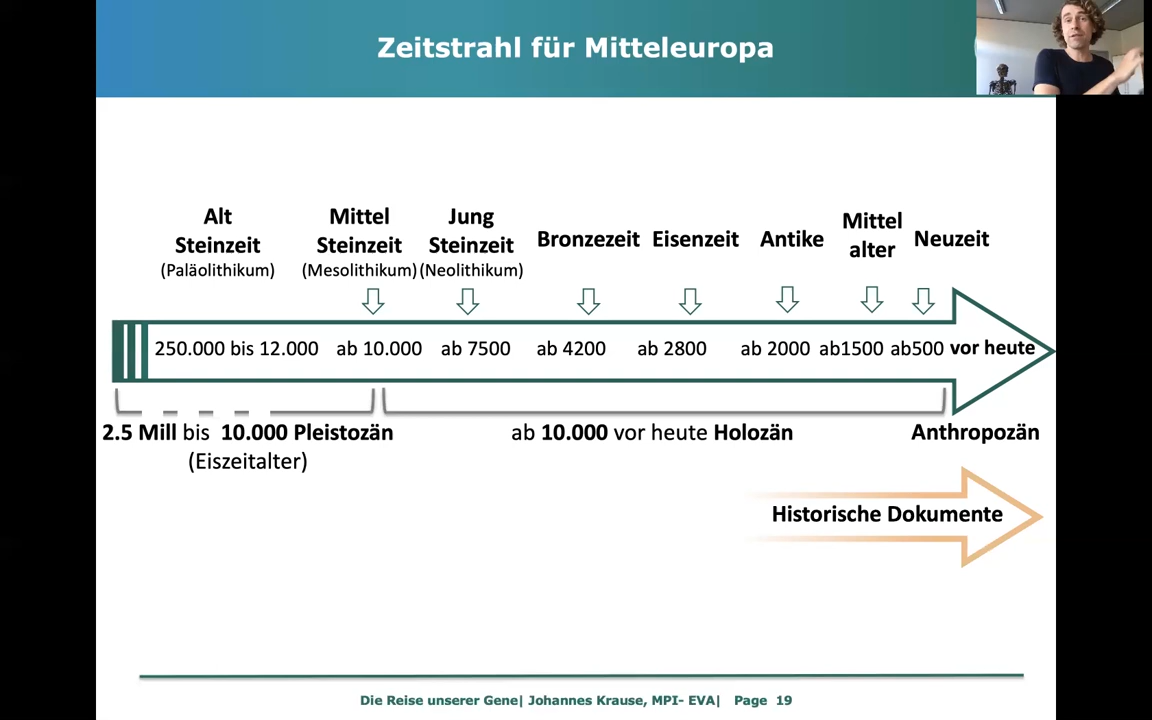 Zeitstrahl für Mitteleuropa
Alt
Steinzeit
(Paläolithikum)
Mittel
Steinzeit
(Mesolithikum)
Jung
Steinzeit
(Neolithikum)
Bronzezeit
Eisenzeit
Antike
Mittel
alter
Neuzeit
250.000 bis 12.000
ab 10.000
ab 7500
ab 4200
ab 2800
ab 2000
ab1500
ab500
vor heute
2.5 Mill bis 10.000 Pleistozän
(Eiszeitalter)
ab 10.000 vor heute Holozän
Anthropozän
Historische Dokumente
Die Reise unserer Gene| Johannes Krause, MPI- EVA| Page 19